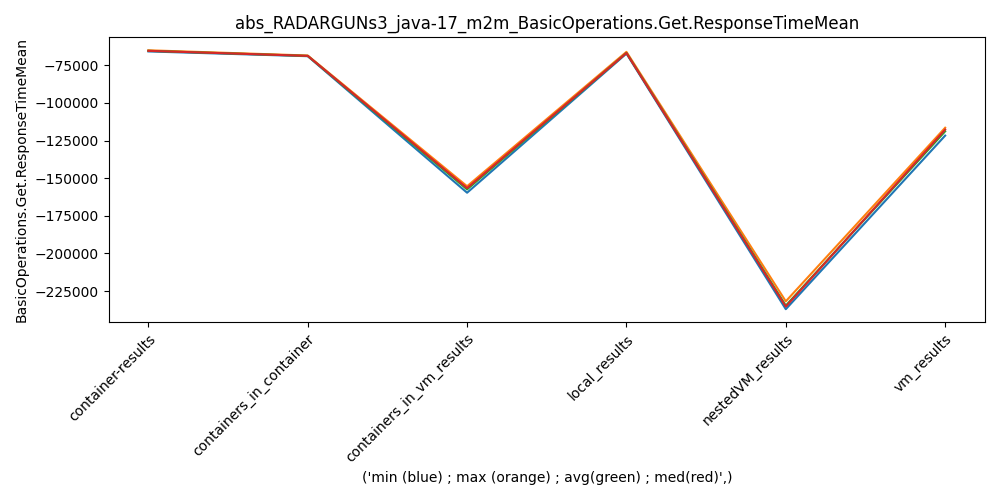 abs_RADARGUNs3_java-17_m2m_BasicOperations.Get.ResponseTimeMean
BasicOperations.Get.ResponseTimeMean
−75000
−100000
−125000
−150000
−175000
−200000
−225000
container-results
containers_in_container
containers_in_vm_results
local_results
nestedVM_results
vm_results
('min (blue) ; max (orange) ; avg(green) ; med(red)',)